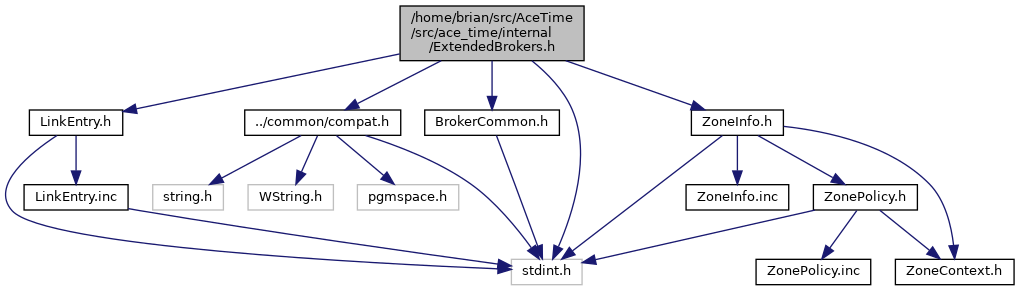 /home/brian/src/AceTime
/src/ace_time/internal
/ExtendedBrokers.h
LinkEntry.h
../common/compat.h
BrokerCommon.h
ZoneInfo.h
LinkEntry.inc
string.h
WString.h
pgmspace.h
ZoneInfo.inc
ZonePolicy.h
stdint.h
ZonePolicy.inc
ZoneContext.h